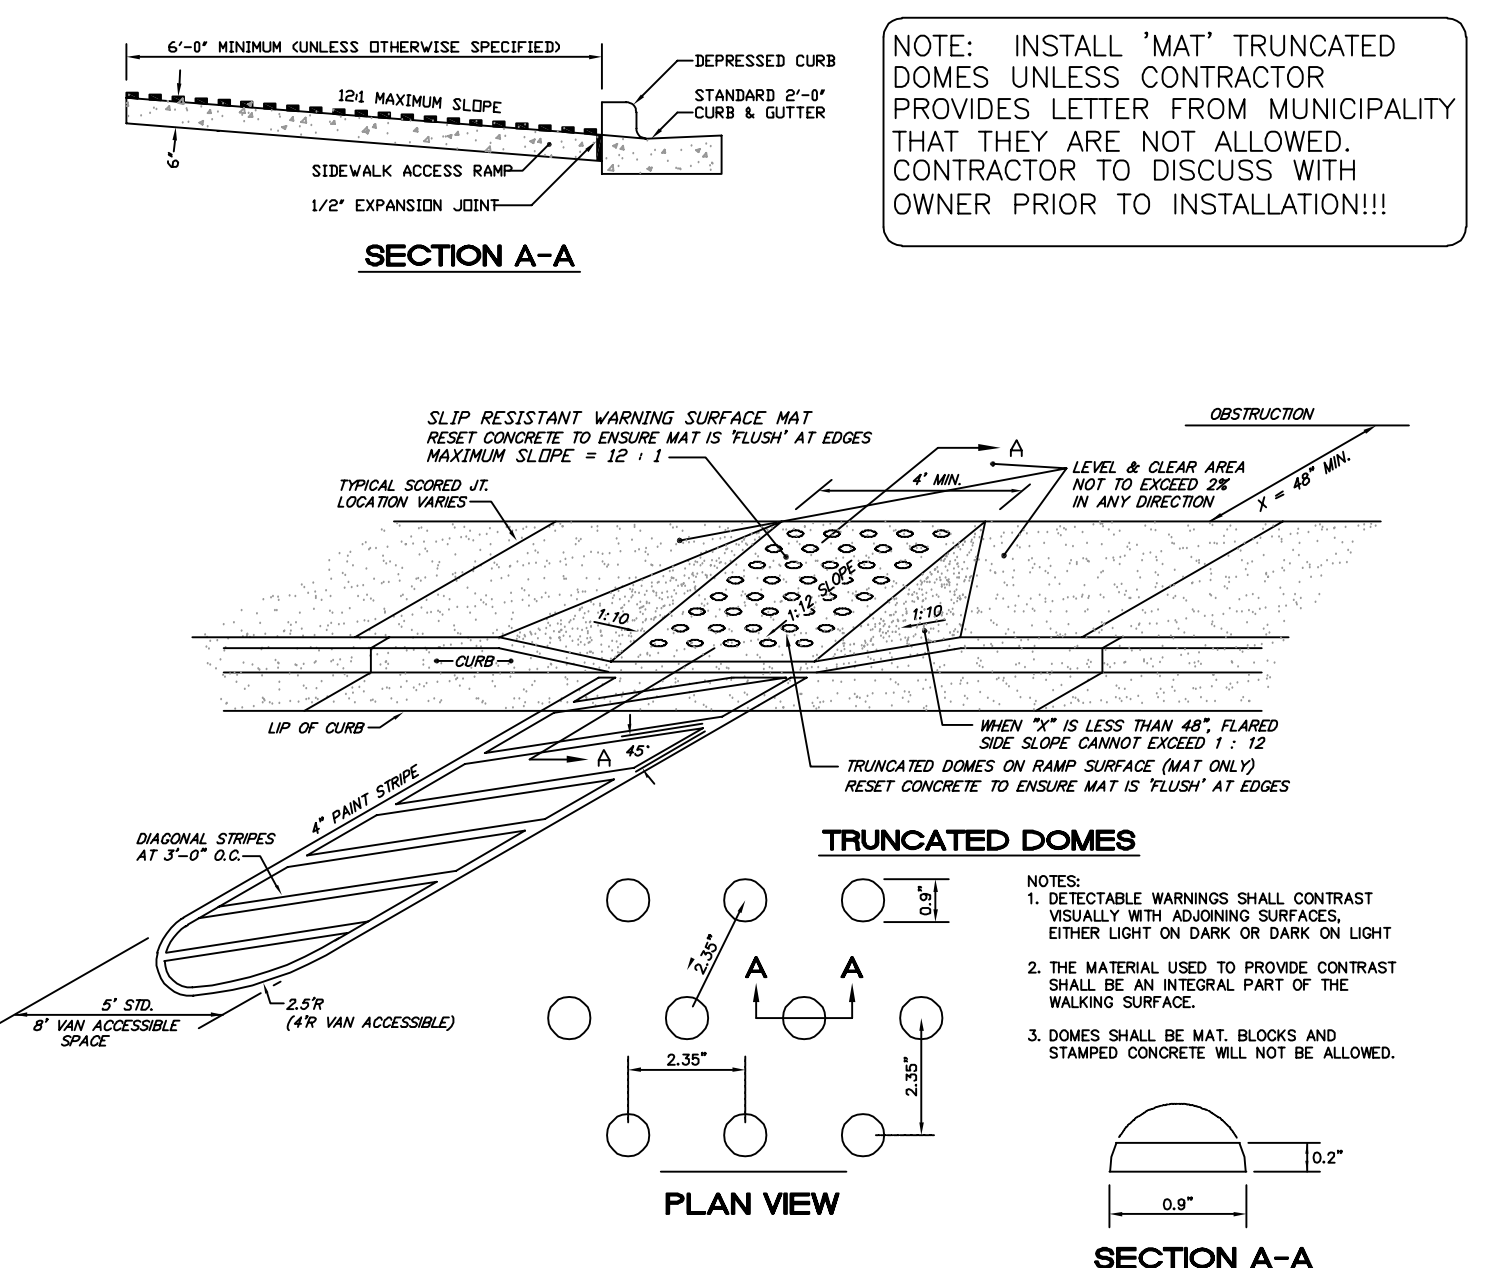 6'-0" MINIMUM (UNLESS OTHERWISE SPECIFIED)
12:1 MAXIMUM SLOPE
6"
DEPRESSED CURB
STANDARD 2'-0"
CURB & GUTTER
SIDEWALK ACCESS RAMP
1/2" EXPANSION JOINT
SECTION A-A
NOTE: INSTALL 'MAT' TRUNCATED
DOMES UNLESS CONTRACTOR
PROVIDES LETTER FROM MUNICIPALITY
THAT THEY ARE NOT ALLOWED.
CONTRACTOR TO DISCUSS WITH
OWNER PRIOR TO INSTALLATION!!!
SLIP RESISTANT WARNING SURFACE MAT
RESET CONCRETE TO ENSURE MAT IS 'FLUSH' AT EDGES
MAXIMUM SLOPE = 12 : 1
TYPICAL SCORED JT.
LOCATION VARIES
A
4' MIN.
OBSTRUCTION
LEVEL & CLEAR AREA
NOT TO EXCEED 2%
IN ANY DIRECTION
X = 48" MIN.
1:12 SLOPE
1:10
1:10
CURB
LIP OF CURB
45°
A
WHEN "X" IS LESS THAN 48", FLARED
SIDE SLOPE CANNOT EXCEED 1 : 12
TRUNCATED DOMES ON RAMP SURFACE (MAT ONLY)
RESET CONCRETE TO ENSURE MAT IS 'FLUSH' AT EDGES
4" PAINT STRIPE
DIAGONAL STRIPES
AT 3'-0" O.C.
5' STD.
8' VAN ACCESSIBLE
SPACE
2.5'R
(4'R VAN ACCESSIBLE)
TRUNCATED DOMES
0.9"
2.35"
A
A
2.35"
2.35"
PLAN VIEW
NOTES:
1. DETECTABLE WARNINGS SHALL CONTRAST
VISUALLY WITH ADJOINING SURFACES,
EITHER LIGHT ON DARK OR DARK ON LIGHT
2. THE MATERIAL USED TO PROVIDE CONTRAST
SHALL BE AN INTEGRAL PART OF THE
WALKING SURFACE.
3. DOMES SHALL BE MAT. BLOCKS AND
STAMPED CONCRETE WILL NOT BE ALLOWED.
0.2"
0.9"
SECTION A-A